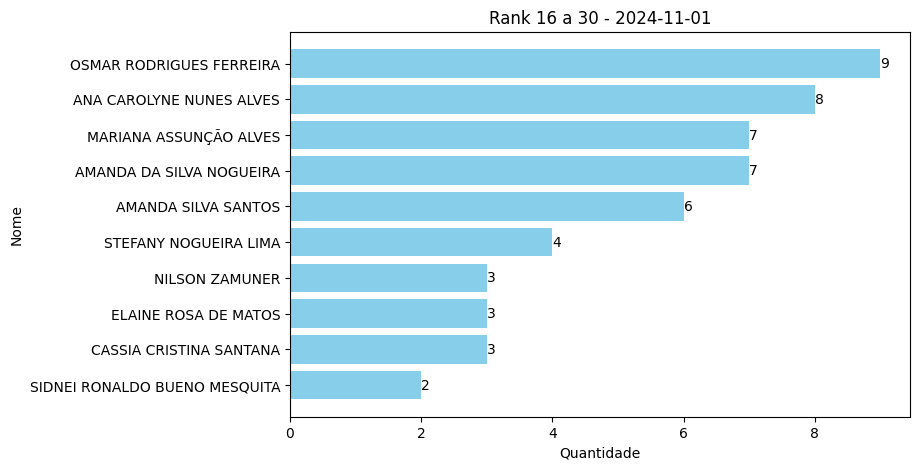 Rank 16 a 30 - 2024-11-01
Nome
OSMAR RODRIGUES FERREIRA 9
ANA CAROLYNE NUNES ALVES 8
MARIANA ASSUNÇÃO ALVES 7
AMANDA DA SILVA NOGUEIRA 7
AMANDA SILVA SANTOS 6
STEFANY NOGUEIRA LIMA 4
NILSON ZAMUNER 3
ELAINE ROSA DE MATOS 3
CASSIA CRISTINA SANTANA 3
SIDNEI RONALDO BUENO MESQUITA 2
0 2 4 6 8
Quantidade